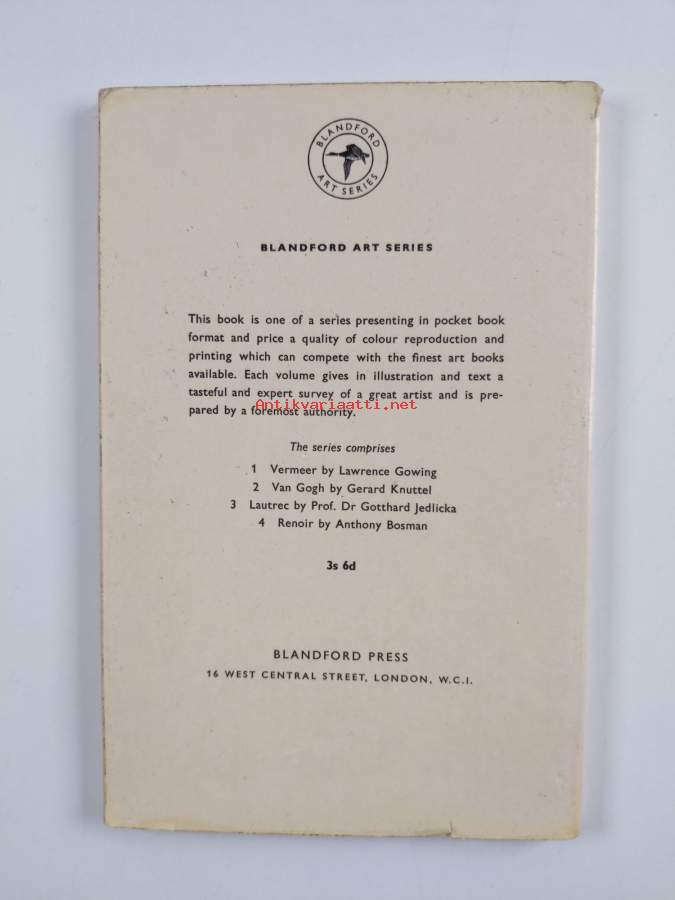 BLANDFORD
ART SERIES
BLANDFORD ART SERIES
This book is one of a series presenting in pocket book
format and price a quality of colour reproduction and
printing which can compete with the finest art books
available. Each volume gives in illustration and text a
tasteful and expert survey of a great artist and is pre-
pared by a foremost authority.
Antikvariaatti.net
The series comprises
1 Vermeer by Lawrence Gowing
2 Van Gogh by Gerard Knuttel
3 Lautrec by Prof. Dr Gotthard Jedlicka
4 Renoir by Anthony Bosman
3s 6d
BLANDFORD PRESS
16 WEST CENTRAL STREET, LONDON, W.C.I.